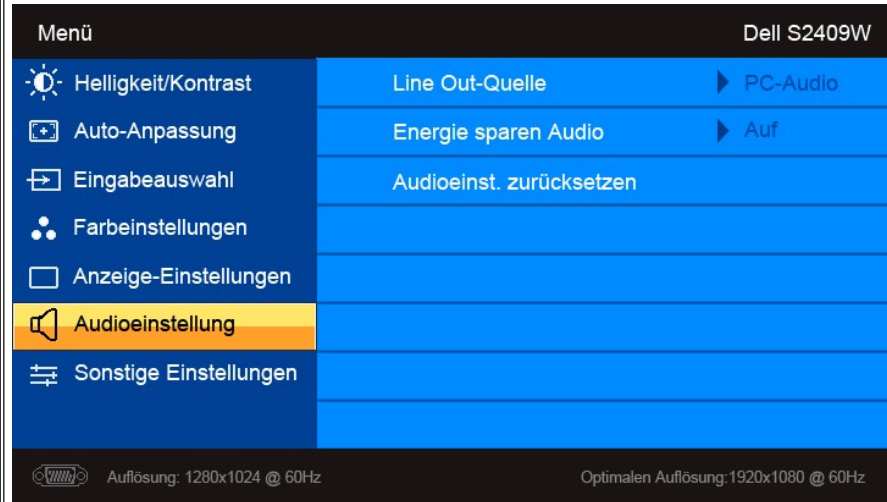 Menü Dell S2409W
Helligkeit/Kontrast Line Out-Quelle PC-Audio
Auto-Anpassung Energie sparen Audio Auf
Eingabeauswahl Audioeinst. zurücksetzen
Farbeinstellungen
Anzeige-Einstellungen
Audioeinstellung
Sonstige Einstellungen
Auflösung: 1280x1024 @ 60Hz Optimalen Auflösung:1920x1080 @ 60Hz